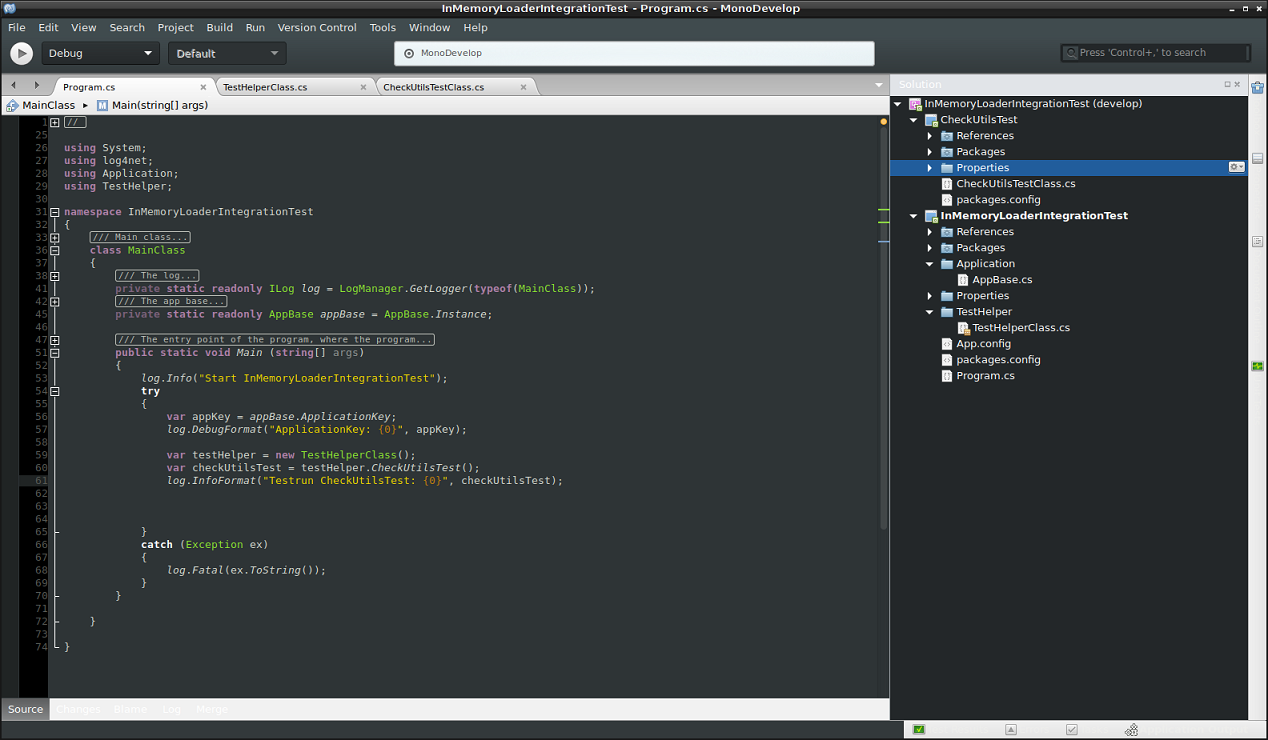 InMemoryLoaderIntegrationTest - Program.cs - MonoDevelop
File Edit View Search Project Build Run Version Control Tools Window Help
Debug Default MonoDevelop Press 'Control+,' to search
Program.cs TestHelperClass.cs CheckUtilsTestClass.cs
MainClass Main(string[] args)
1 //
25
26 using System;
27 using log4net;
28 using Application;
29 using TestHelper;
30
31 namespace InMemoryLoaderIntegrationTest
32 {
33 /// Main class...
36 class MainClass
37 {
38 /// The log...
41 private static readonly ILog log = LogManager.GetLogger(typeof(MainClass));
42 /// The app base...
45 private static readonly AppBase appBase = AppBase.Instance;
46
47 /// The entry point of the program, where the program...
51 public static void Main (string[] args)
52 {
53 log.Info("Start InMemoryLoaderIntegrationTest");
54 try
55 {
56 var appKey = appBase.ApplicationKey;
57 log.DebugFormat("ApplicationKey: {0}", appKey);
58
59 var testHelper = new TestHelperClass();
60 var checkUtilsTest = testHelper.CheckUtilsTest();
61 log.InfoFormat("Testrun CheckUtilsTest: {0}", checkUtilsTest);
62
63
64
65 }
66 catch (Exception ex)
67 {
68 log.Fatal(ex.ToString());
69 }
70 }
71
72 }
73
74 }
Source Changes Blame Log Merge
Solution
InMemoryLoaderIntegrationTest (develop)
CheckUtilsTest
References
Packages
Properties
CheckUtilsTestClass.cs
packages.config
InMemoryLoaderIntegrationTest
References
Packages
Application
AppBase.cs
Properties
TestHelper
TestHelperClass.cs
App.config
packages.config
Program.cs